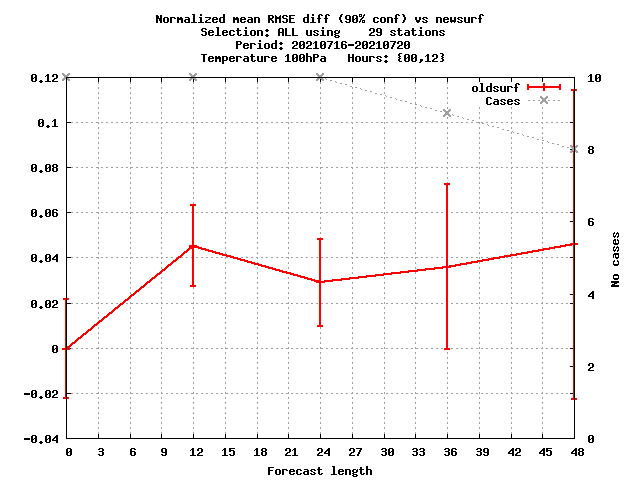 Normalized mean RMSE diff (90% conf) vs newsurf
Selection: ALL using    29 stations
Period: 20210716-20210720
Temperature 100hPa   Hours: {00,12}
oldsurf
Cases
0.12
0.1
0.08
0.06
0.04
0.02
0
-0.02
-0.04
10
8
6
4
2
0
No cases
0 3 6 9 12 15 18 21 24 27 30 33 36 39 42 45 48
Forecast length